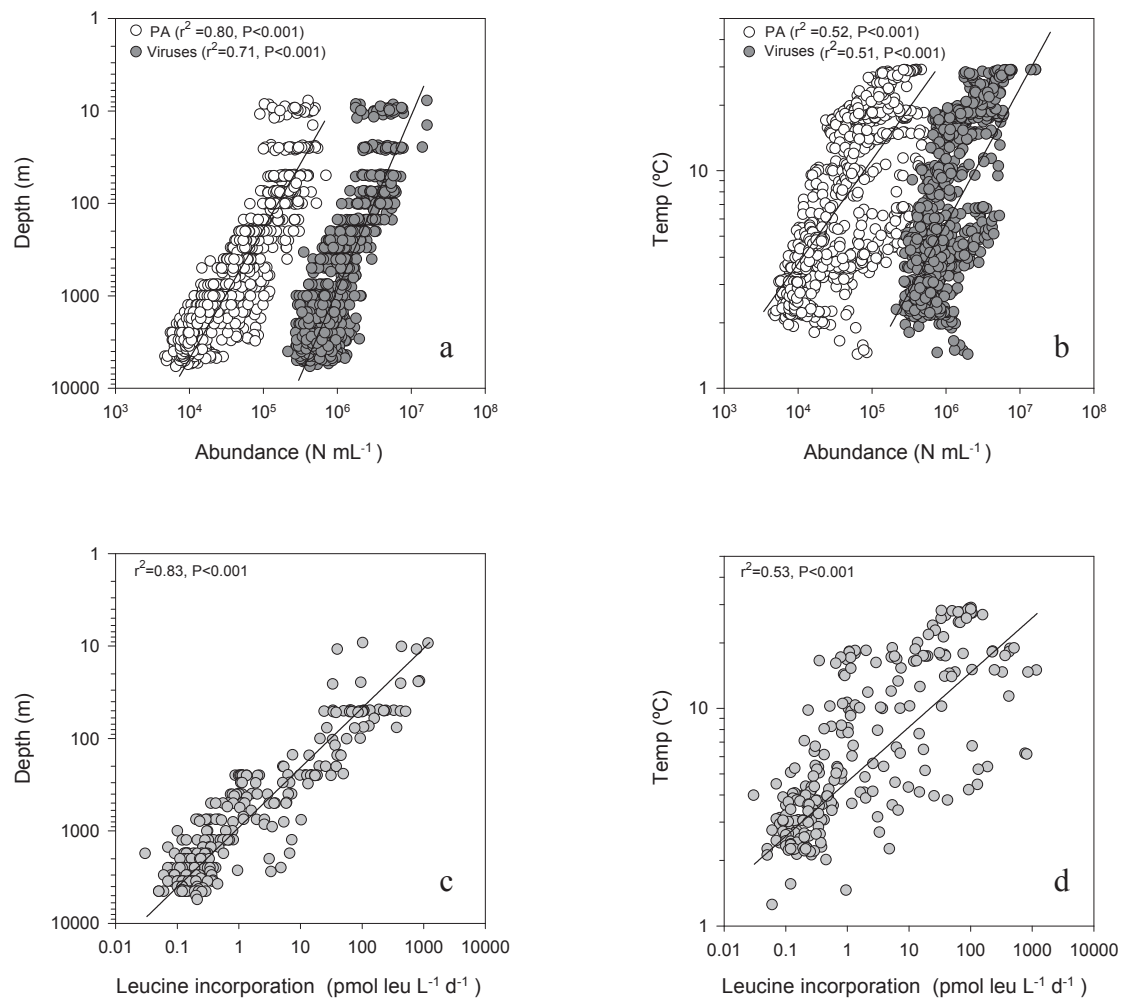 PA (r² =0.80, P<0.001)
Viruses (r²=0.71, P<0.001)
1
10
100
1000
10000
Depth (m)
a
10³ 10⁴ 10⁵ 10⁶ 10⁷ 10⁸
Abundance (N mL⁻¹ )
PA (r² =0.52, P<0.001)
Viruses (r²=0.51, P<0.001)
10
1
Temp (ºC)
b
10³ 10⁴ 10⁵ 10⁶ 10⁷ 10⁸
Abundance (N mL⁻¹ )
r²=0.83, P<0.001
1
10
100
1000
10000
Depth (m)
c
0.01 0.1 1 10 100 1000 10000
Leucine incorporation (pmol leu L⁻¹ d⁻¹ )
r²=0.53, P<0.001
10
1
Temp (ºC)
d
0.01 0.1 1 10 100 1000 10000
Leucine incorporation (pmol leu L⁻¹ d⁻¹ )